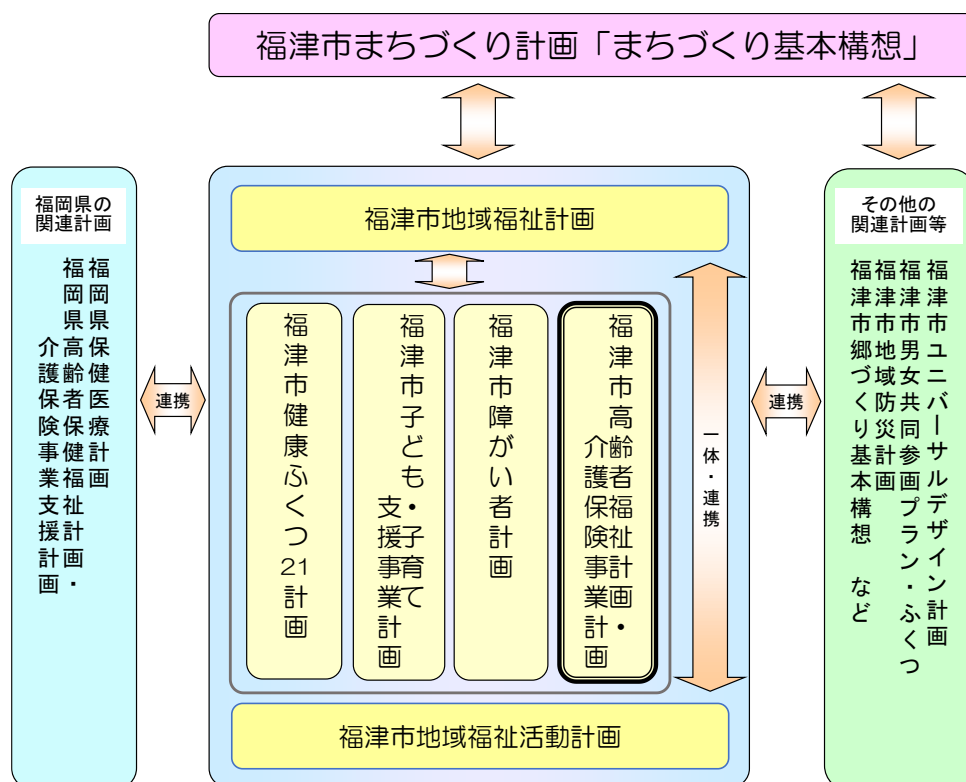 福津市まちづくり計画「まちづくり基本構想」
福岡県の
関連計画
福岡県保健医療計画
福岡県高齢者保健福祉計画・
介護保険事業支援計画
連携
福津市地域福祉計画
福津市健康ふくつ21計画
福津市子ども・子育て
支援事業計画
福津市障がい者計画
福津市高齢者福祉計画・
介護保険事業計画
一体・連携
福津市地域福祉活動計画
連携
その他の
関連計画等
福津市ユニバーサルデザイン計画
福津市男女共同参画プラン・ふくつ
福津市地域防災計画
福津市郷づくり基本構想 など